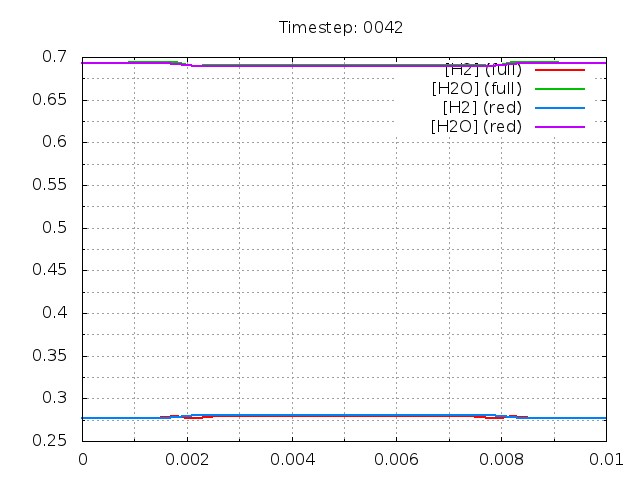 Timestep: 0042
0.7
[H2] (full)
0.65
[H2O] (full)
[H2] (red)
0.6
[H2O] (red)
0.55
0.5
0.45
0.4
0.35
0.3
0.25
0 0.002 0.004 0.006 0.008 0.01